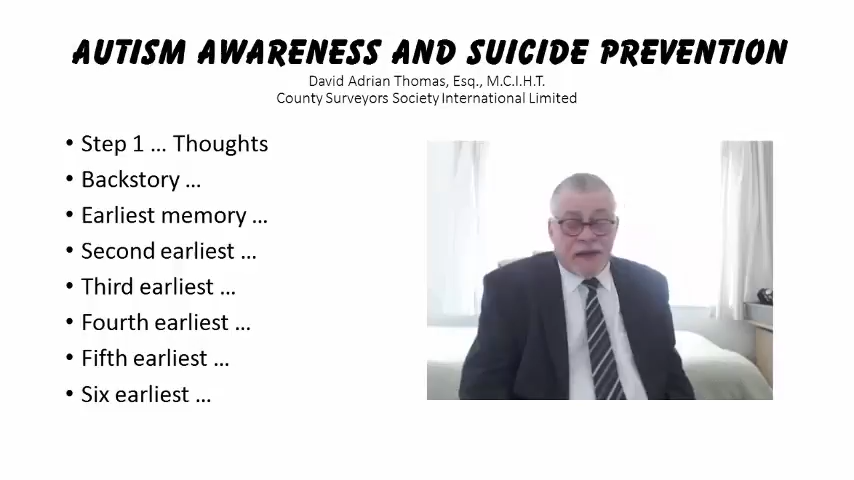 AUTISM AWARENESS AND SUICIDE PREVENTION
David Adrian Thomas, Esq., M.C.I.H.T.
County Surveyors Society International Limited
• Step 1 ... Thoughts
• Backstory ...
• Earliest memory ...
• Second earliest ...
• Third earliest ...
• Fourth earliest ...
• Fifth earliest ...
• Six earliest ...